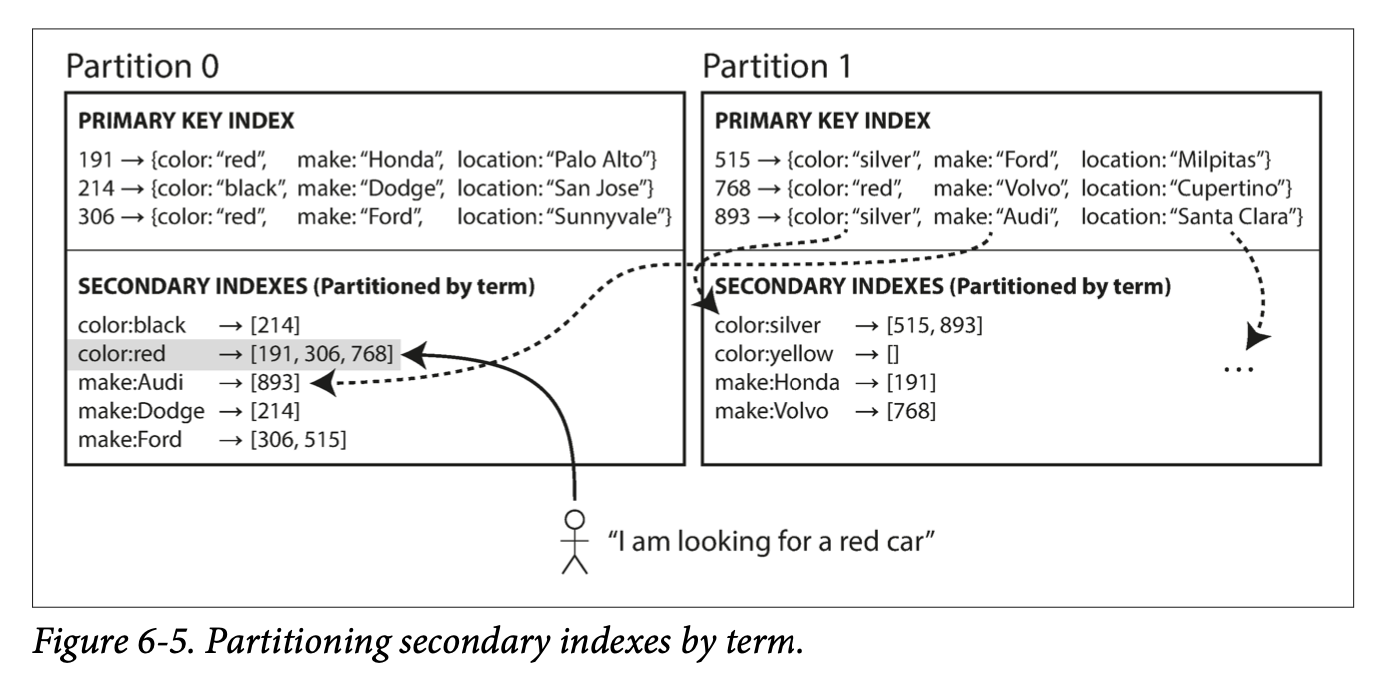 Partition 0
PRIMARY KEY INDEX
191 → {color: “red”, make: “Honda”, location: “Palo Alto”}
214 → {color: “black”, make: “Dodge”, location: “San Jose”}
306 → {color: “red”, make: “Ford”, location: “Sunnyvale”}
SECONDARY INDEXES (Partitioned by term)
color:black → [214]
color:red → [191, 306, 768]
make:Audi → [893]
make:Dodge → [214]
make:Ford → [306, 515]
Partition 1
PRIMARY KEY INDEX
515 → {color: “silver”, make: “Ford”, location: “Milpitas”}
768 → {color: “red”, make: “Volvo”, location: “Cupertino”}
893 → {color: “silver”, make: “Audi”, location: “Santa Clara”}
SECONDARY INDEXES (Partitioned by term)
color:silver → [515, 893]
color:yellow → []
make:Honda → [191]
make:Volvo → [768]
...
“I am looking for a red car”
Figure 6-5. Partitioning secondary indexes by term.